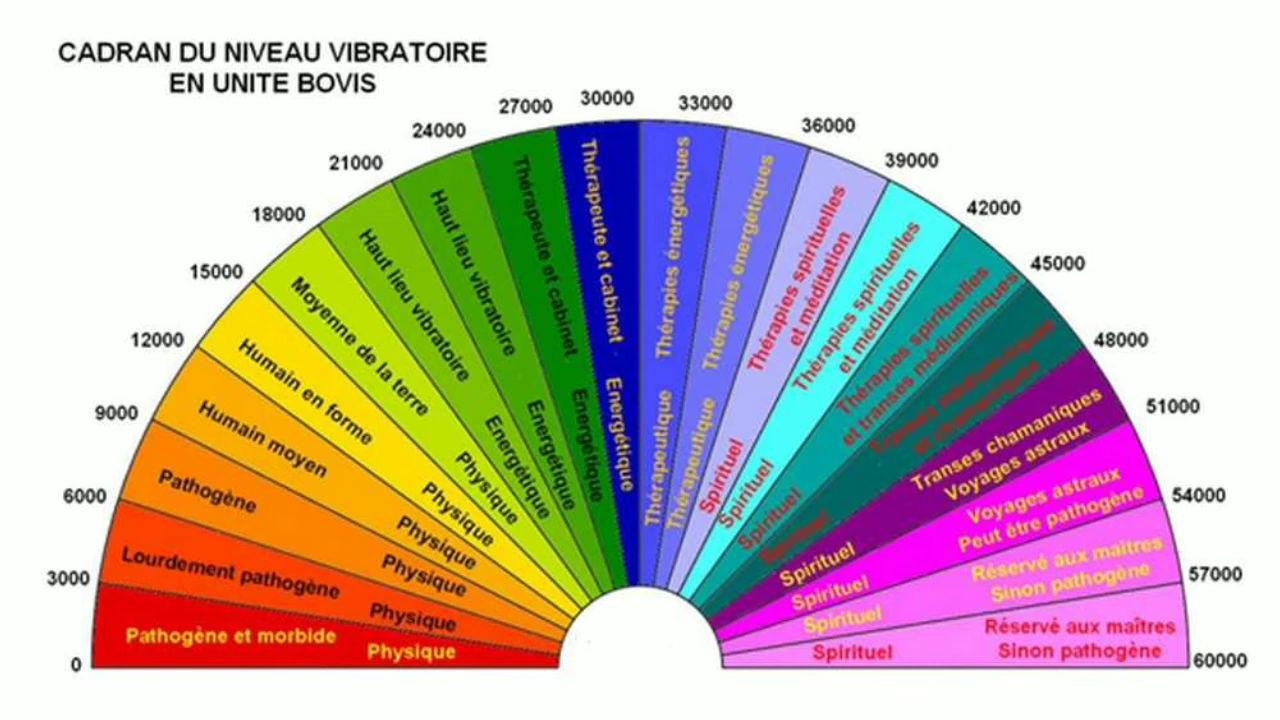 CADRAN DU NIVEAU VIBRATOIRE
EN UNITE BOVIS
0
3000
6000
9000
12000
15000
18000
21000
24000
27000
30000
33000
36000
39000
42000
45000
48000
51000
54000
57000
60000
Pathogène et morbide
Physique
Lourdement pathogène
Physique
Pathogène
Physique
Humain moyen
Physique
Humain en forme
Physique
Moyenne de la terre
Physique
Haut lieu vibratoire
Energétique
Haut lieu vibratoire
Energétique
Thérapeute et cabinet
Energétique
Thérapeute et cabinet
Energétique
Thérapies énergétiques
Thérapeutique
Thérapies énergétiques
Thérapeutique
Thérapies spirituelles
et méditation
Spirituel
Thérapies spirituelles
et méditation
Spirituel
Thérapies spirituelles
et transes médiumniques
Spirituel
Spirituel
Transes chamaniques
Voyages astraux
Spirituel
Voyages astraux
Peut être pathogène
Spirituel
Réservé aux maîtres
Sinon pathogène
Spirituel
Réservé aux maîtres
Sinon pathogène
Spirituel